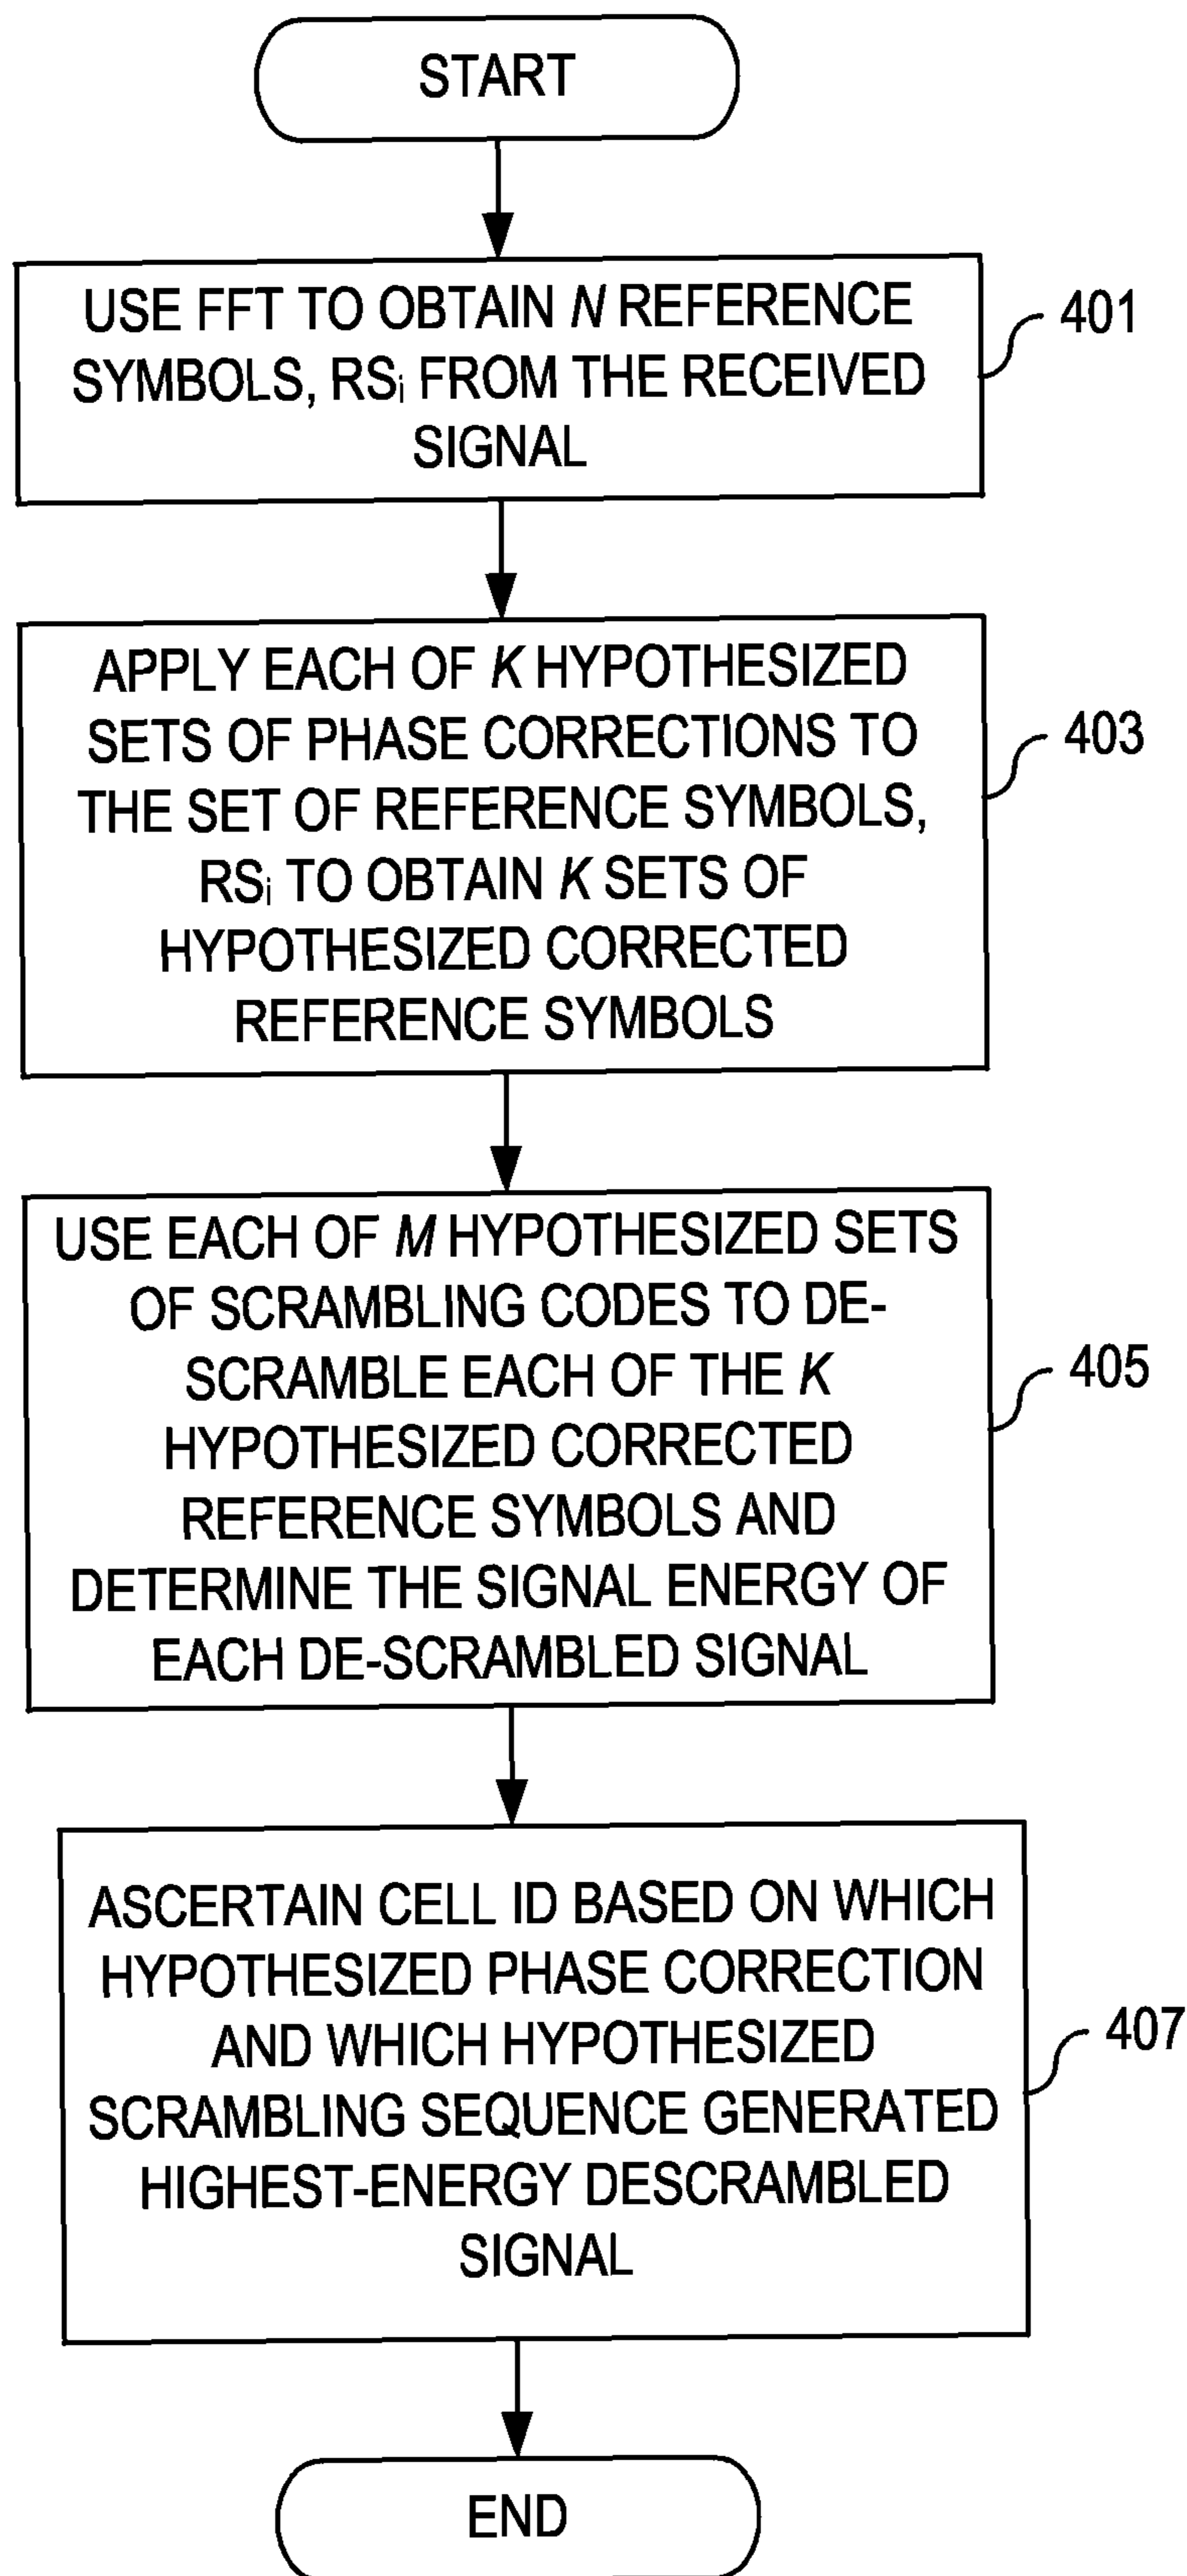 START
USE FFT TO OBTAIN N REFERENCE
SYMBOLS, RSi FROM THE RECEIVED
SIGNAL
401
APPLY EACH OF K HYPOTHESIZED
SETS OF PHASE CORRECTIONS TO
THE SET OF REFERENCE SYMBOLS,
RSi TO OBTAIN K SETS OF
HYPOTHESIZED CORRECTED
REFERENCE SYMBOLS
403
USE EACH OF M HYPOTHESIZED SETS
OF SCRAMBLING CODES TO DE-
SCRAMBLE EACH OF THE K
HYPOTHESIZED CORRECTED
REFERENCE SYMBOLS AND
DETERMINE THE SIGNAL ENERGY OF
EACH DE-SCRAMBLED SIGNAL
405
ASCERTAIN CELL ID BASED ON WHICH
HYPOTHESIZED PHASE CORRECTION
AND WHICH HYPOTHESIZED
SCRAMBLING SEQUENCE GENERATED
HIGHEST-ENERGY DESCRAMBLED
SIGNAL
407
END